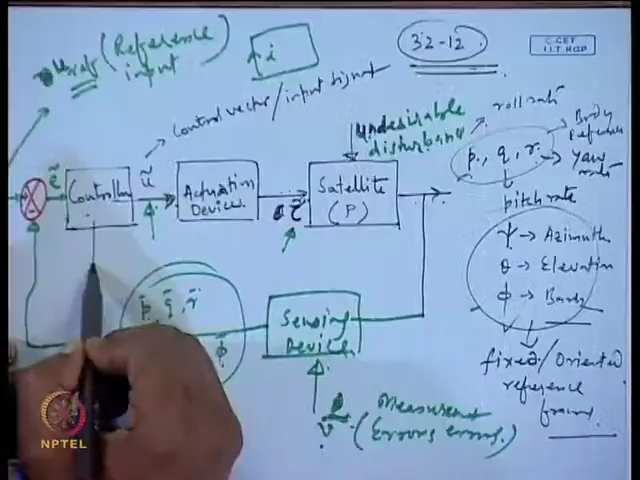 (Reference
input)
32-12
C CET
I.I.T KGP
Control vector/input signal
Undesirable
disturbance
roll rate
p, q, r
Body
Reference
yaw
rate
pitch rate
ẽ
Controller
ũ
Actuation
Device
τ̃
Satellite
(P)
ψ → Azimuth
θ → Elevation
ϕ → Bank
p̃, q̃, r̃
ϕ̃
Sensing
Device
fixed/Oriented
reference
frame
Measurement
(Errors errors)
NPTEL